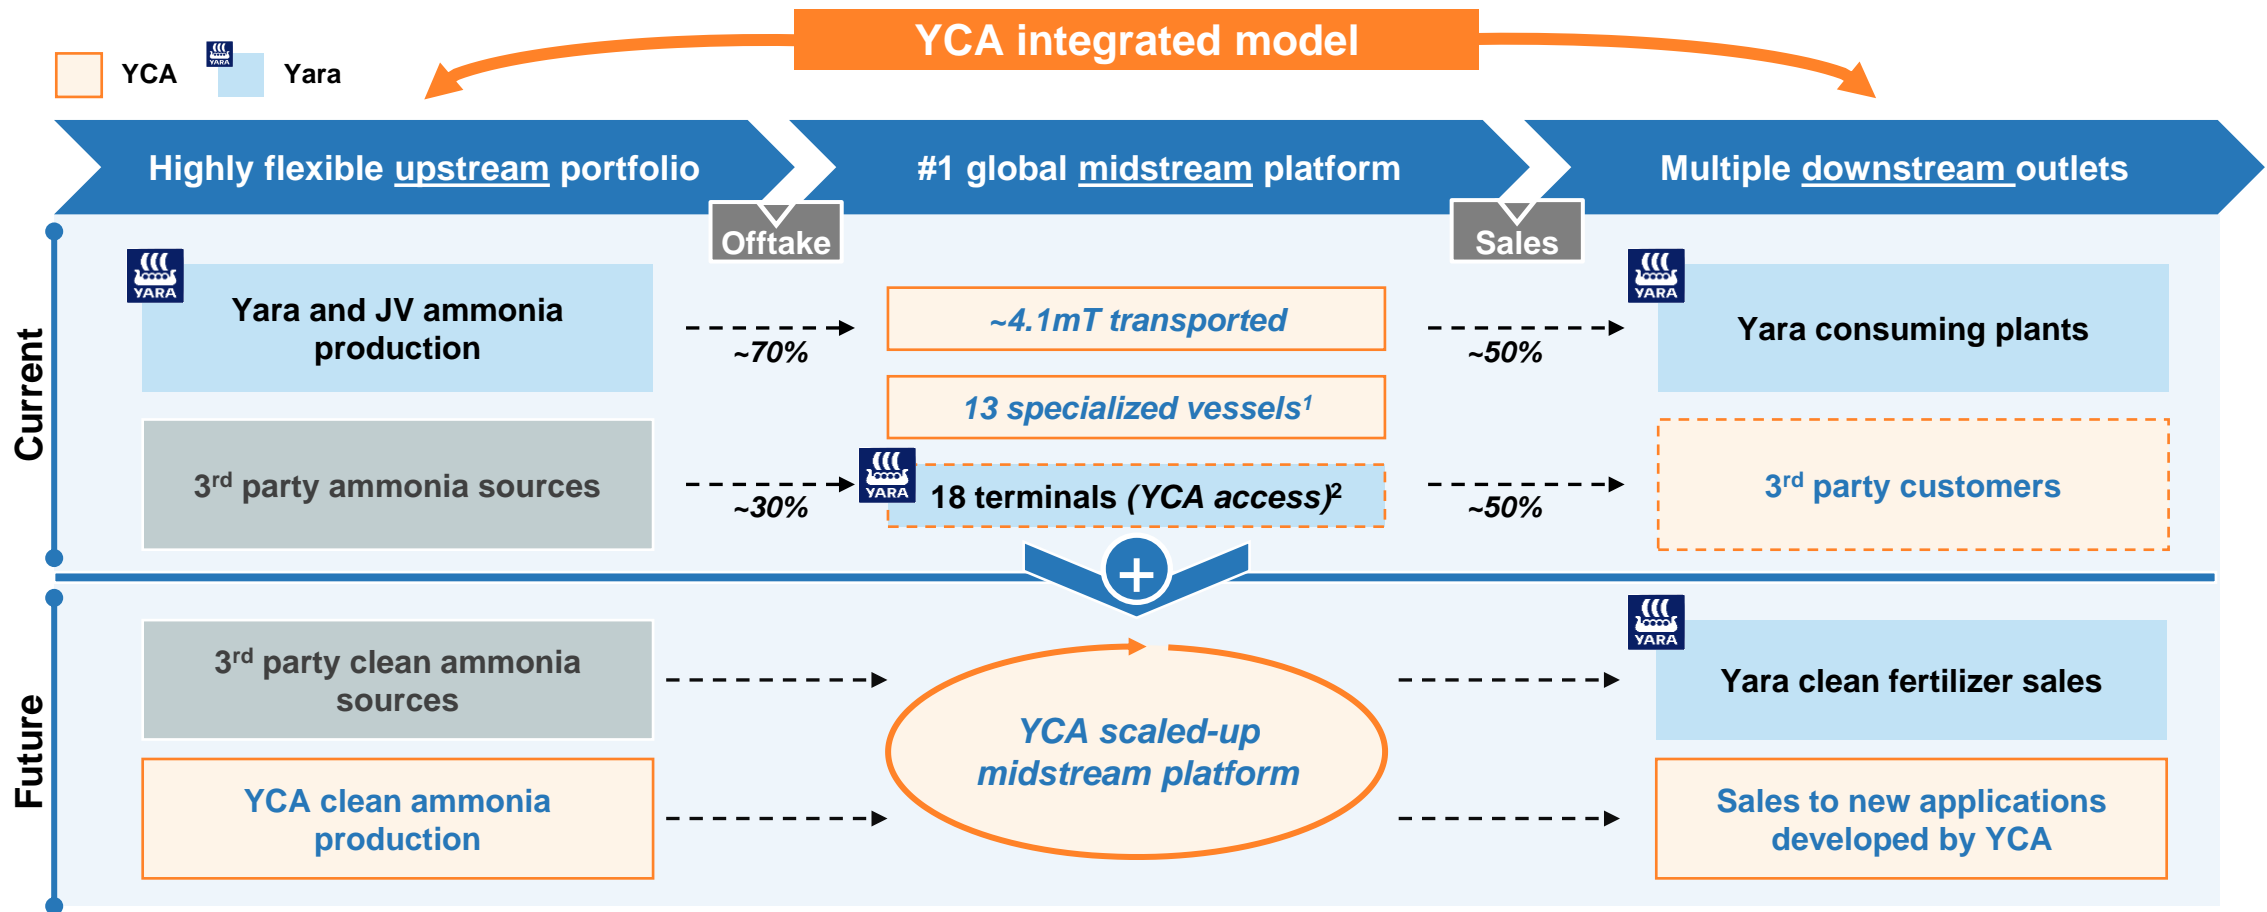 YCA integrated model
YCA
YARA
Yara
Highly flexible upstream portfolio
#1 global midstream platform
Multiple downstream outlets
Offtake
Sales
Current
YARA
Yara and JV ammonia
production
~70%
~4.1mT transported
~50%
YARA
Yara consuming plants
13 specialized vessels1
3rd party ammonia sources
~30%
YARA
18 terminals (YCA access)2
~50%
3rd party customers
+
Future
3rd party clean ammonia
sources
YCA scaled-up
midstream platform
YARA
Yara clean fertilizer sales
YCA clean ammonia
production
Sales to new applications
developed by YCA